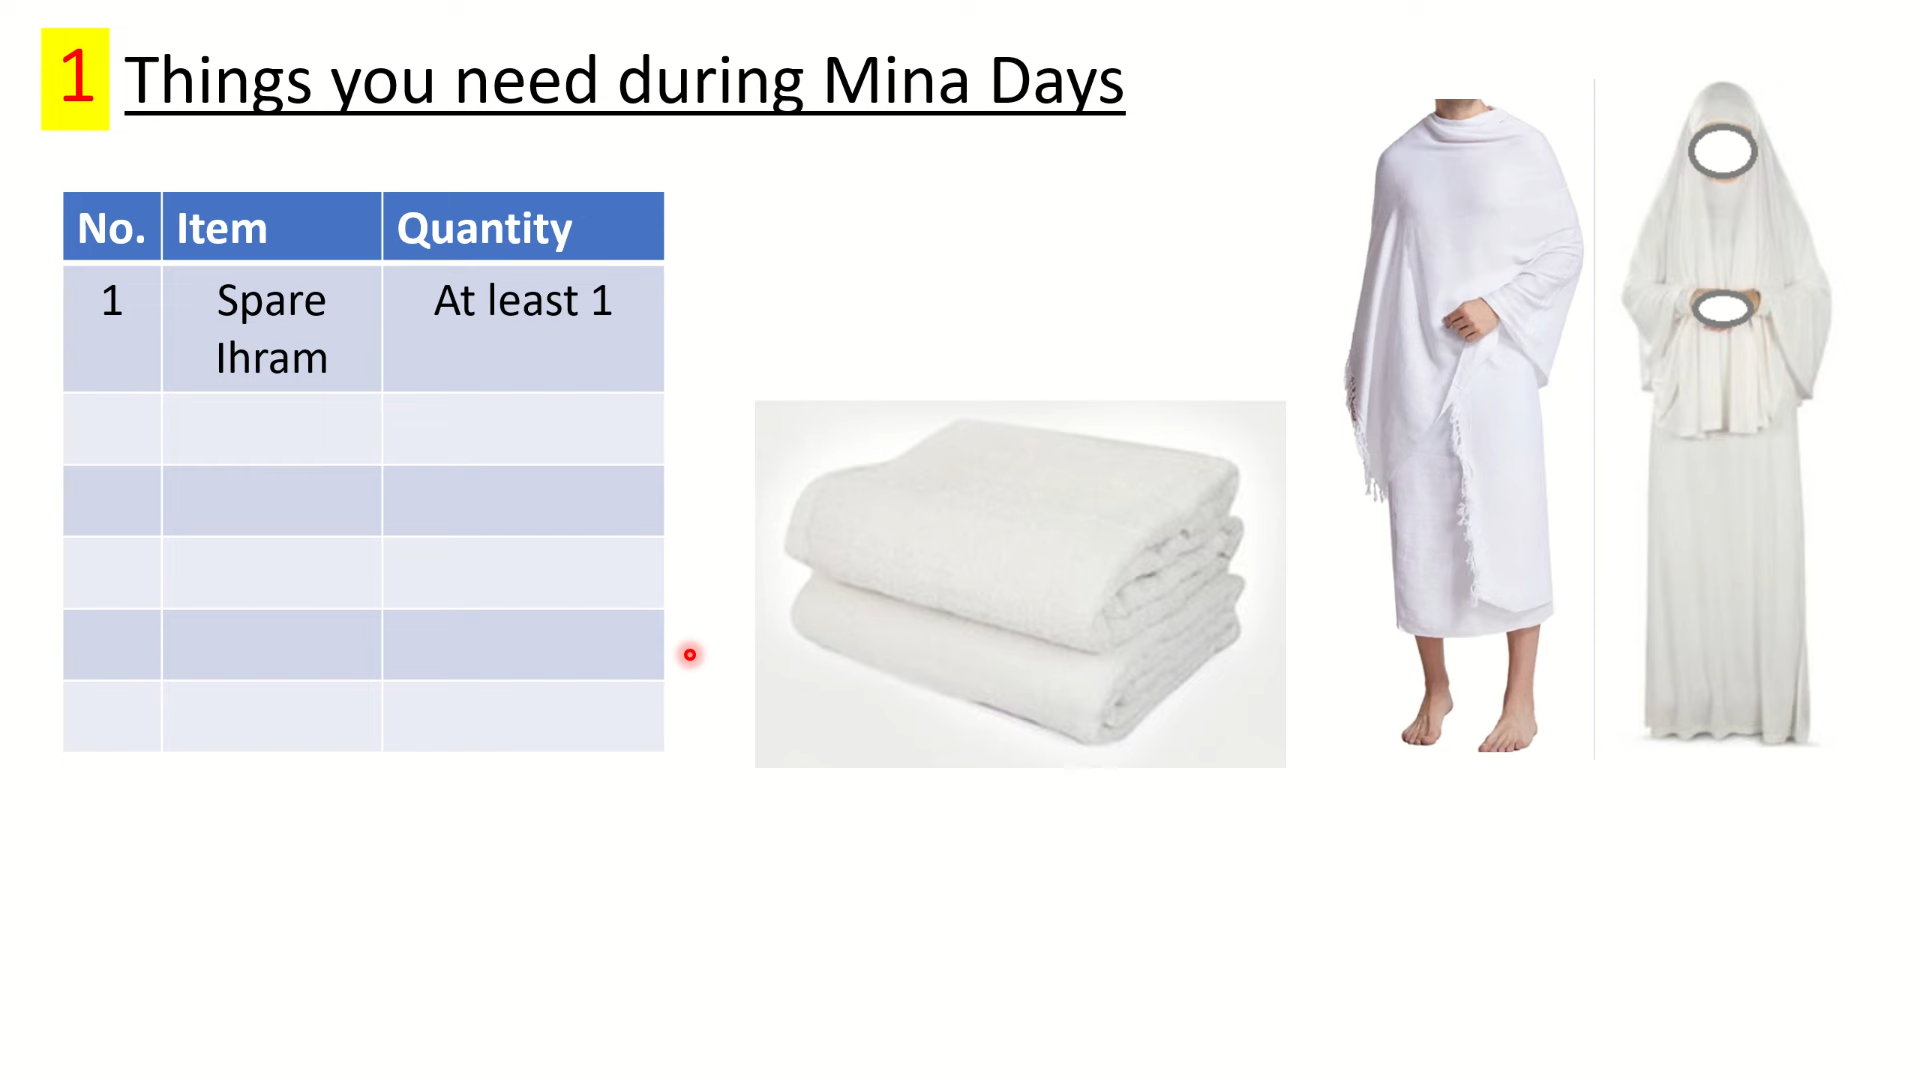 1 Things you need during Mina Days
No. Item Quantity
1 Spare At least 1
Ihram